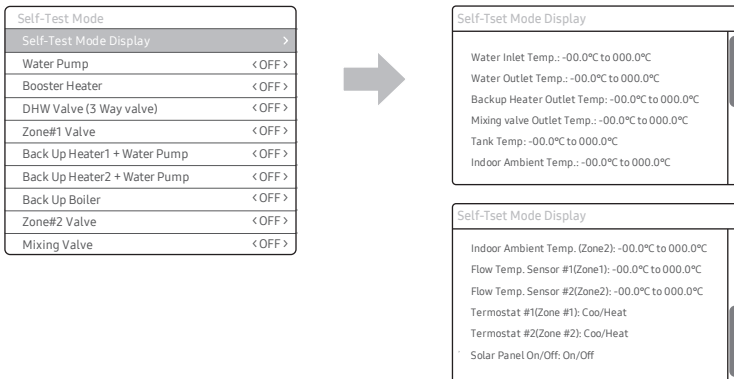 Self-Test Mode
Self-Test Mode Display >
Water Pump <OFF>
Booster Heater <OFF>
DHW Valve (3 Way valve) <OFF>
Zone#1 Valve <OFF>
Back Up Heater1 + Water Pump <OFF>
Back Up Heater2 + Water Pump <OFF>
Back Up Boiler <OFF>
Zone#2 Valve <OFF>
Mixing Valve <OFF>
Self-Tset Mode Display
Water Inlet Temp.: -00.0℃ to 000.0℃
Water Outlet Temp.: -00.0℃ to 000.0℃
Backup Heater Outlet Temp: -00.0℃ to 000.0℃
Mixing valve Outlet Temp.: -00.0℃ to 000.0℃
Tank Temp: -00.0℃ to 000.0℃
Indoor Ambient Temp.: -00.0℃ to 000.0℃
Self-Tset Mode Display
Indoor Ambient Temp. (Zone2): -00.0℃ to 000.0℃
Flow Temp. Sensor #1(Zone1): -00.0℃ to 000.0℃
Flow Temp. Sensor #2(Zone2): -00.0℃ to 000.0℃
Termostat #1(Zone #1): Coo/Heat
Termostat #2(Zone #2): Coo/Heat
Solar Panel On/Off: On/Off